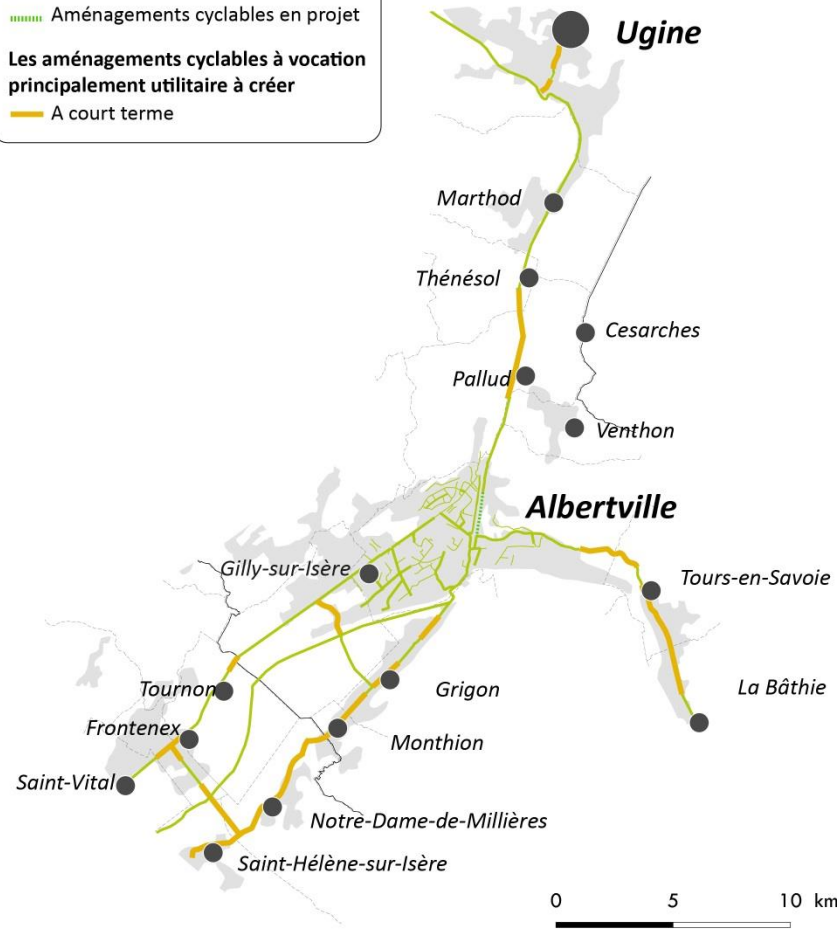 Aménagements cyclables en projet
Les aménagements cyclables à vocation
principalement utilitaire à créer
A court terme
Ugine
Marthod
Thénésol
Cesarches
Pallud
Venthon
Albertville
Gilly-sur-Isère
Tours-en-Savoie
Tournon
Grigon
La Bâthie
Frontenex
Monthion
Saint-Vital
Notre-Dame-de-Millières
Saint-Hélène-sur-Isère
0 5 10 km